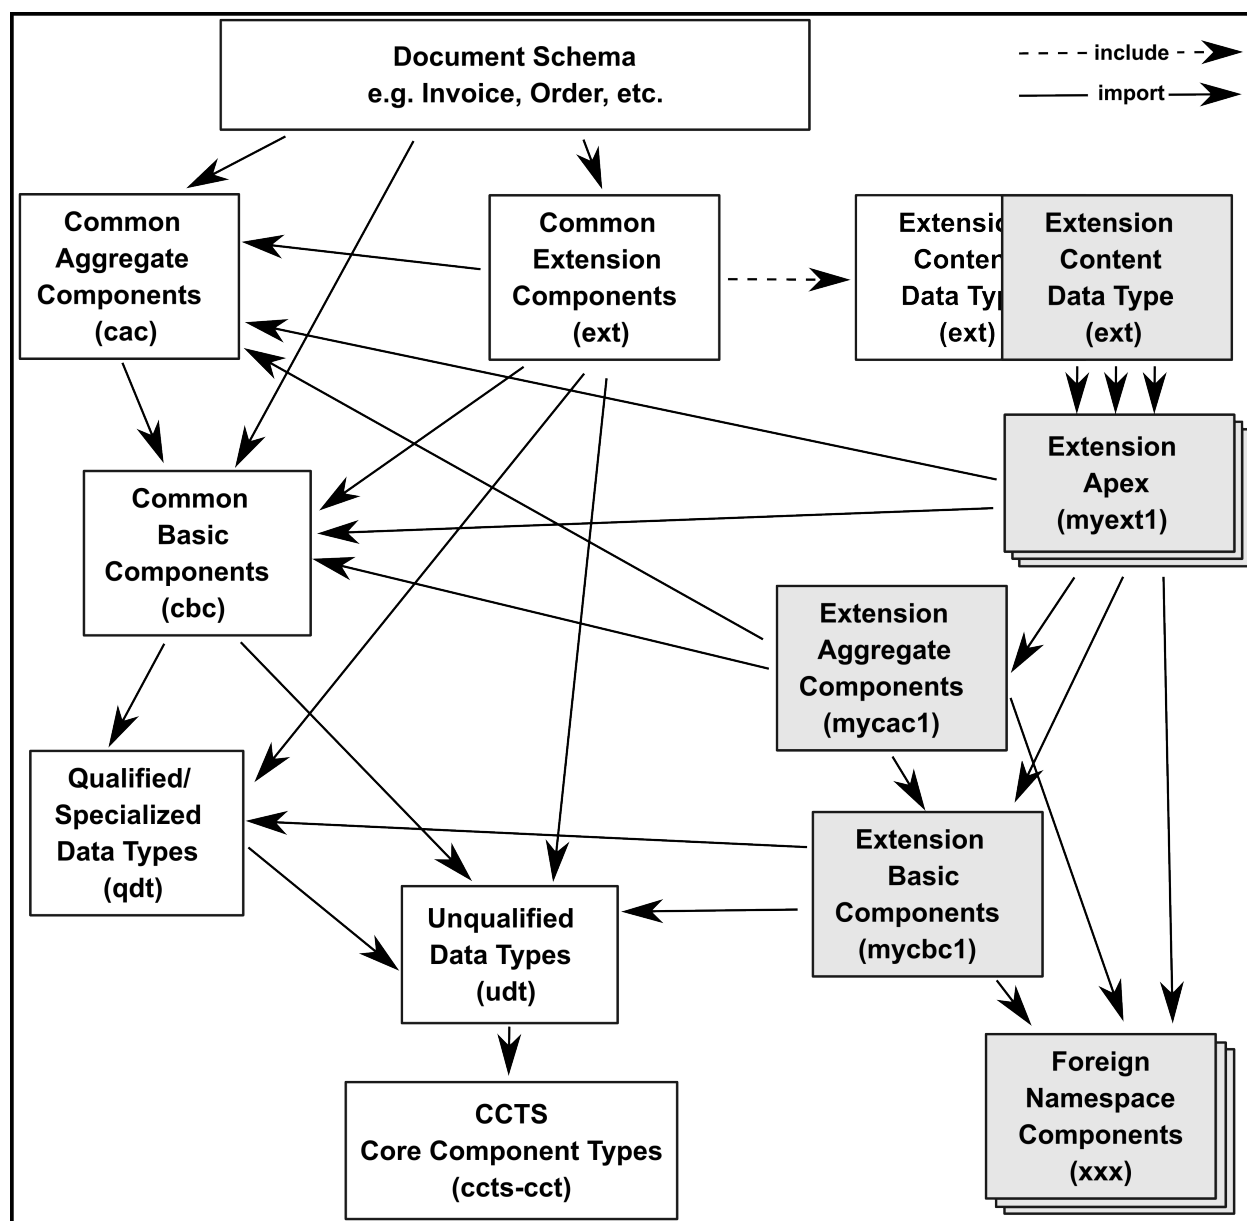 Document Schema
e.g. Invoice, Order, etc.
include
import
Common
Aggregate
Components
(cac)
Common
Extension
Components
(ext)
Extensio
Conten
Data Typ
(ext)
Extension
Content
Data Type
(ext)
Extension
Apex
(myext1)
Common
Basic
Components
(cbc)
Extension
Aggregate
Components
(mycac1)
Qualified/
Specialized
Data Types
(qdt)
Extension
Basic
Components
(mycbc1)
Unqualified
Data Types
(udt)
Foreign
Namespace
Components
(xxx)
CCTS
Core Component Types
(ccts-cct)